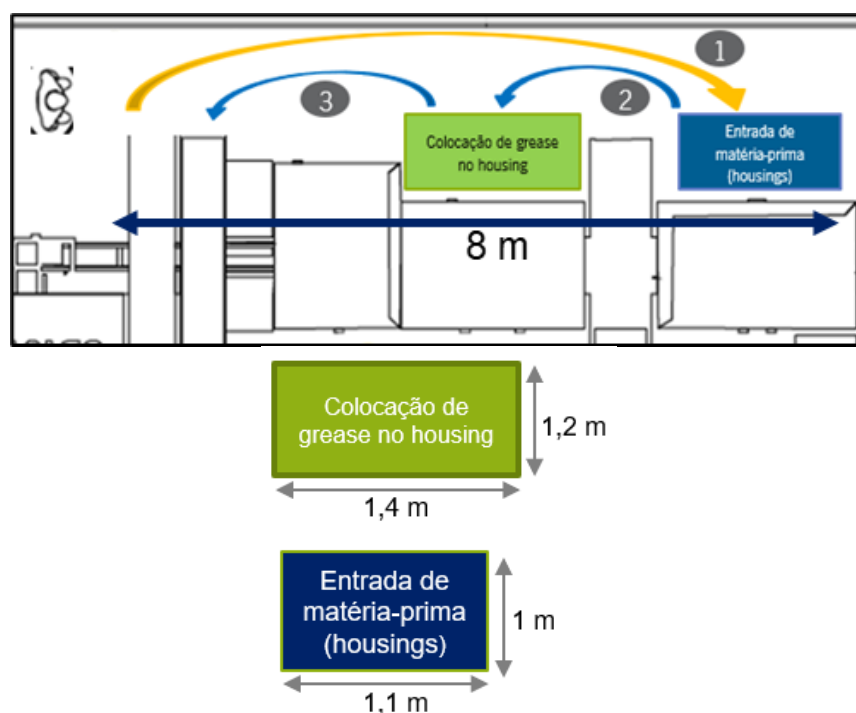 1
3
2
Colocação de grease
no housing
Entrada de
matéria-prima
(housings)
8 m
Colocação de
grease no housing
1,2 m
1,4 m
Entrada de
matéria-prima
(housings)
1 m
1,1 m